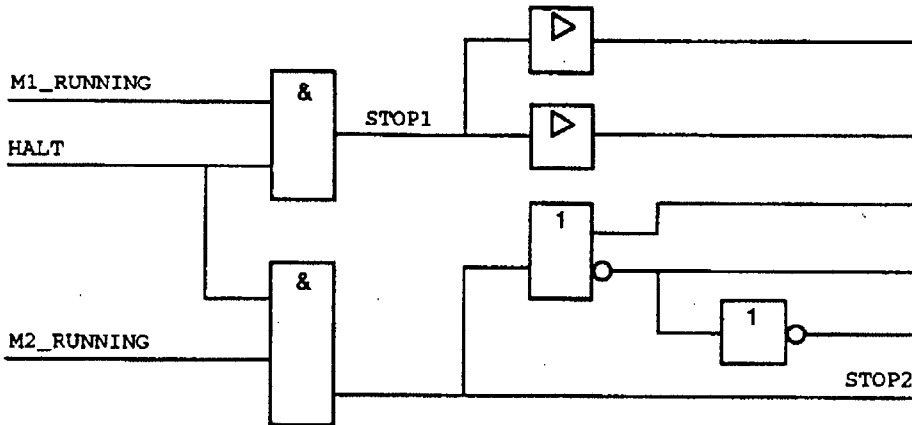 M1_RUNNING
&
STOP1
HALT
1
&
1
M2_RUNNING
STOP2